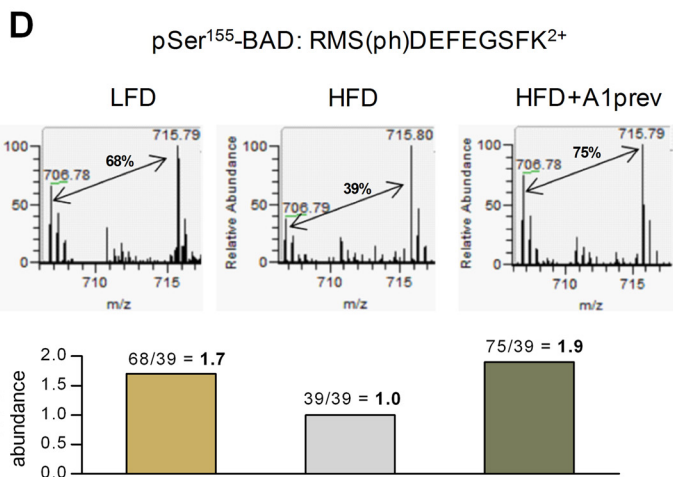 D
pSer155-BAD: RMS(ph)DEFEGSFK2+
LFD
HFD
HFD+A1prev
715.79
100
68%
706.78
50
0
710
715
m/z
Relative Abundance
715.80
100
39%
706.79
50
0
710
715
m/z
Relative Abundance
715.79
100
75%
706.78
50
0
710
715
m/z
abundance
2.0
1.5
1.0
0.5
0.0
68/39 = 1.7
39/39 = 1.0
75/39 = 1.9